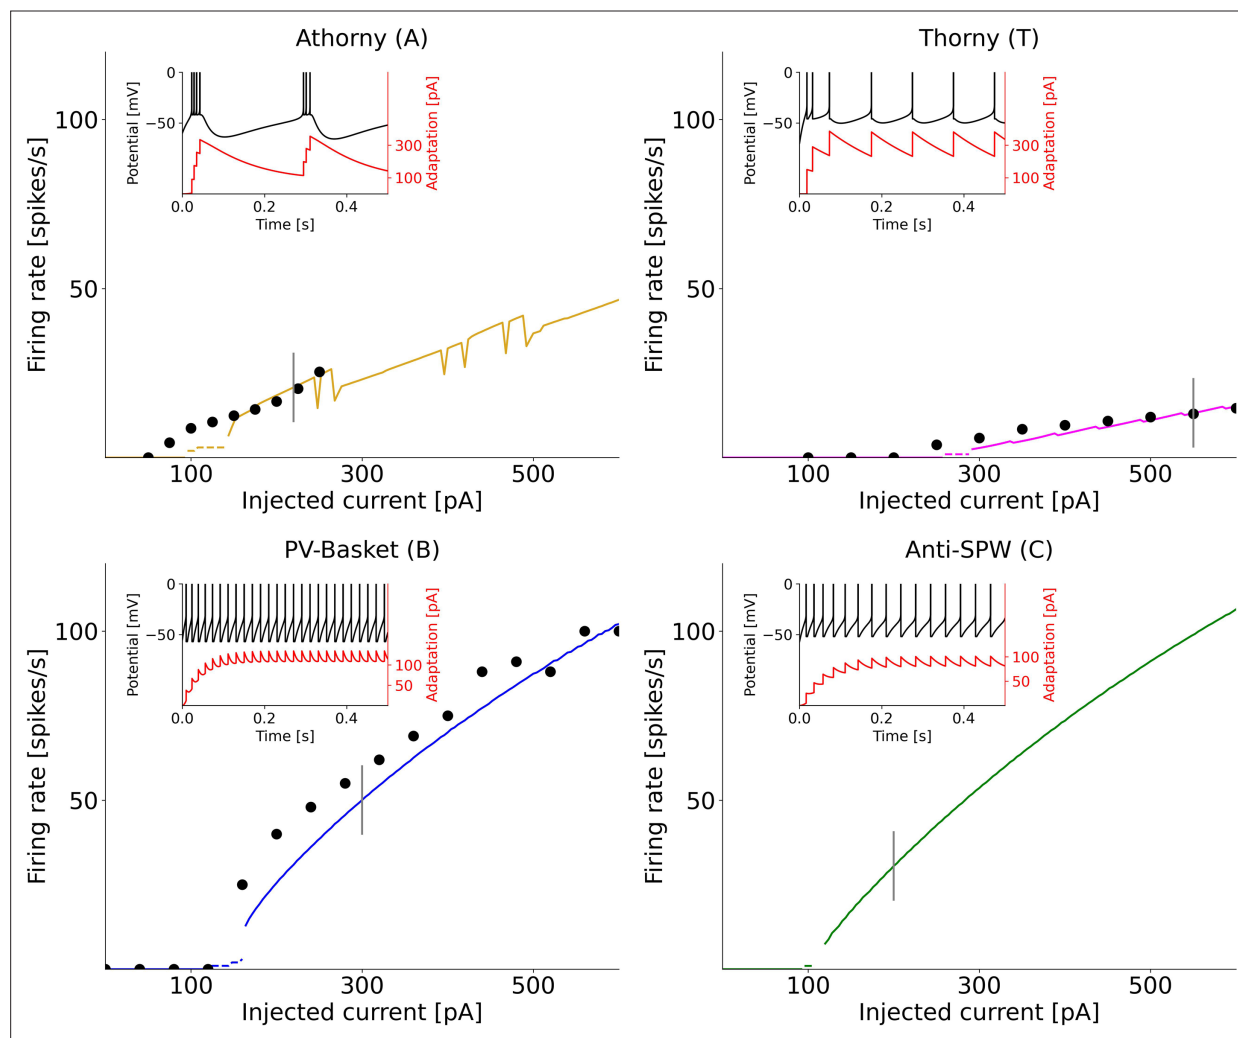 Athorny (A)
Firing rate [spikes/s]
100
50
100
300
500
Injected current [pA]
Potential [mV]
0
−50
Adaptation [pA]
300
100
0.0
0.2
0.4
Time [s]
Thorny (T)
Firing rate [spikes/s]
100
50
100
300
500
Injected current [pA]
Potential [mV]
0
−50
Adaptation [pA]
300
100
0.0
0.2
0.4
Time [s]
PV-Basket (B)
Firing rate [spikes/s]
100
50
100
300
500
Injected current [pA]
Potential [mV]
0
−50
Adaptation [pA]
100
50
0.0
0.2
0.4
Time [s]
Anti-SPW (C)
Firing rate [spikes/s]
100
50
100
300
500
Injected current [pA]
Potential [mV]
0
−50
Adaptation [pA]
100
50
0.0
0.2
0.4
Time [s]